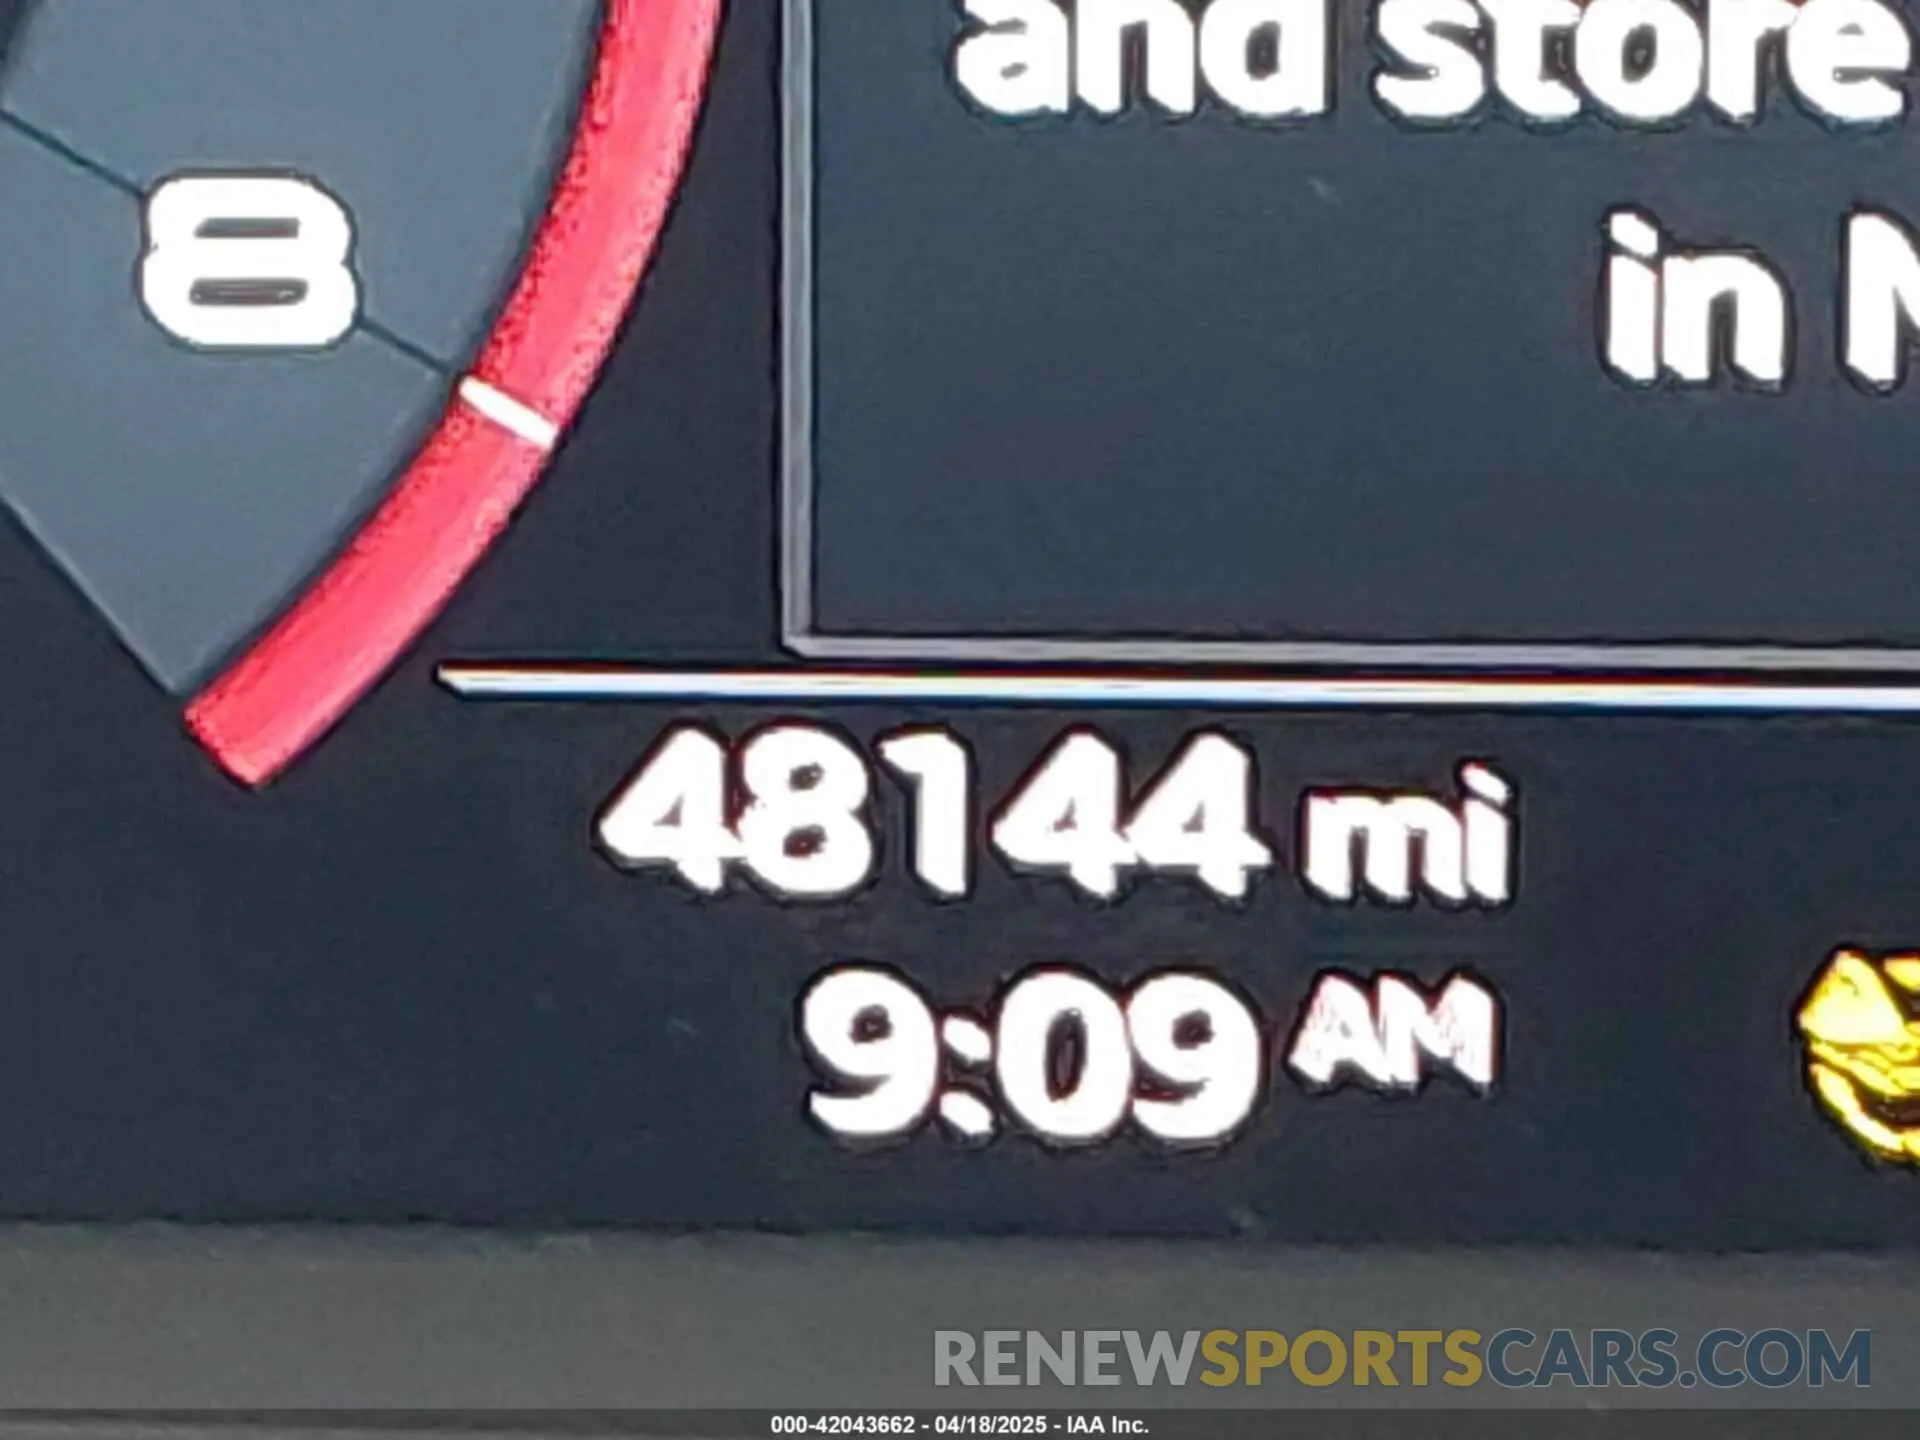 and store
in
8
48144 mi
9:09 AM
RENEWSPORTSCARS.COM
000-42043662 - 04/18/2025 - IAA Inc.